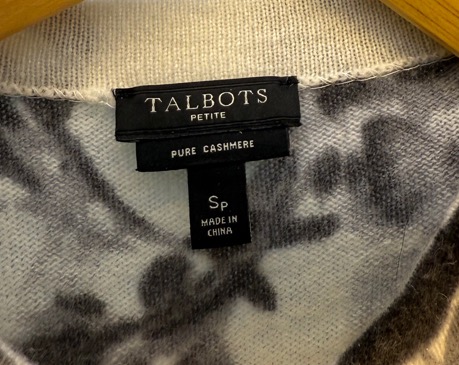 TALBOTS
PETITE
PURE CASHMERE
SP
MADE IN
CHINA